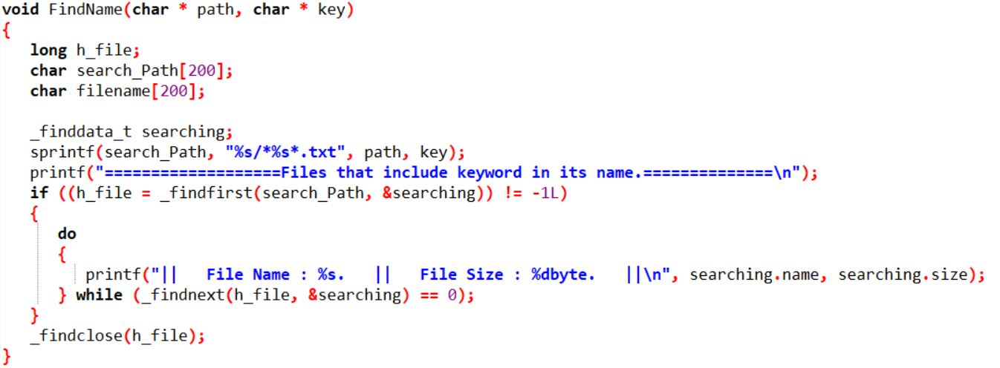 void FindName(char * path, char * key)
{
   long h_file;
   char search_Path[200];
   char filename[200];

   _finddata_t searching;
   sprintf(search_Path, "%s/*%s*.txt", path, key);
   printf("===================Files that include keyword in its name.==============\n");
   if ((h_file = _findfirst(search_Path, &searching)) != -1L)
   {
      do
      {
         printf("||   File Name : %s.   ||   File Size : %dbyte.   ||\n", searching.name, searching.size);
      } while (_findnext(h_file, &searching) == 0);
   }
   _findclose(h_file);
}